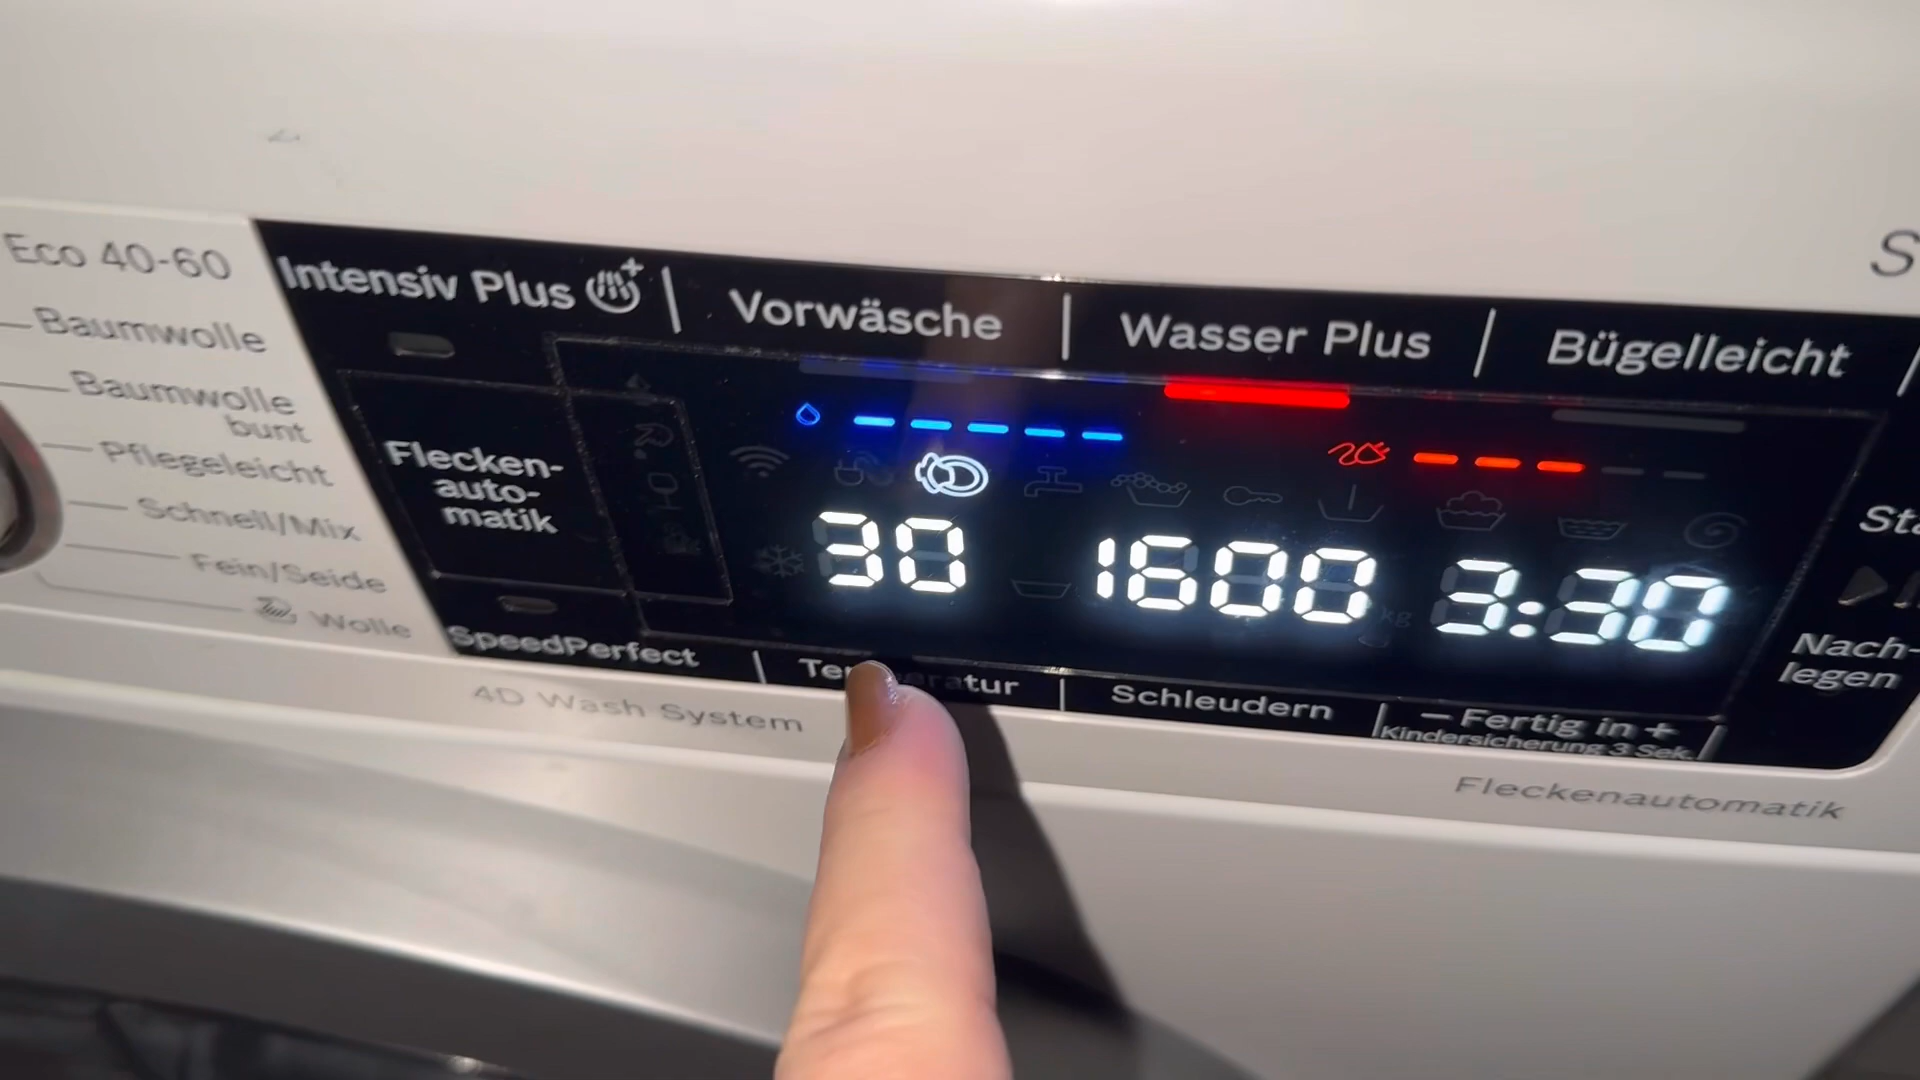 Eco 40-60
Baumwolle
Baumwolle
bunt
Pflegeleicht
Schnell/Mix
Fein/Seide
Wolle
Intensiv Plus
Vorwäsche
Wasser Plus
Bügelleicht
Flecken-
auto-
matik
30
1600
3:30
kg
SpeedPerfect
Schleudern
– Fertig in +
Kindersicherung 3 Sek.
Nach-
legen
4D Wash System
Fleckenautomatik